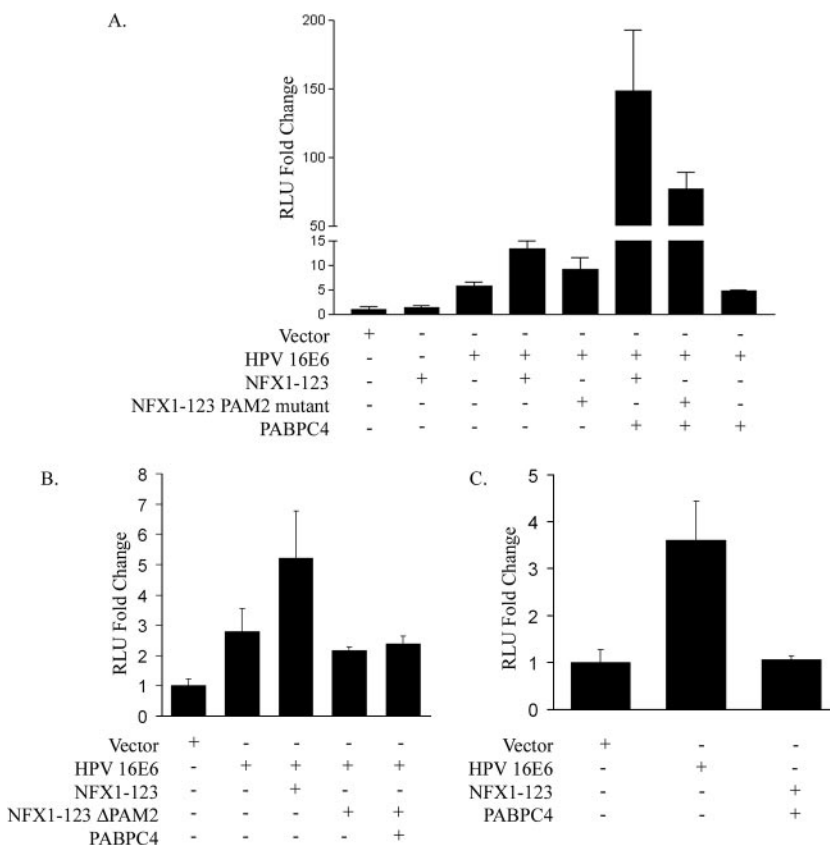 A.
RLU Fold Change
200
150
100
50
15
10
5
0
Vector + - - - - - - -
HPV 16E6 - - + + + + + +
NFX1-123 - + - + - + - -
NFX1-123 PAM2 mutant - - - - + - + -
PABPC4 - - - - - + + +
B.
RLU Fold Change
8
7
6
5
4
3
2
1
0
Vector + - - - -
HPV 16E6 - + + + +
NFX1-123 - - + - -
NFX1-123 ΔPAM2 - - - + +
PABPC4 - - - - +
C.
RLU Fold Change
5
4
3
2
1
0
Vector + - -
HPV 16E6 - + -
NFX1-123 - - +
PABPC4 - - +